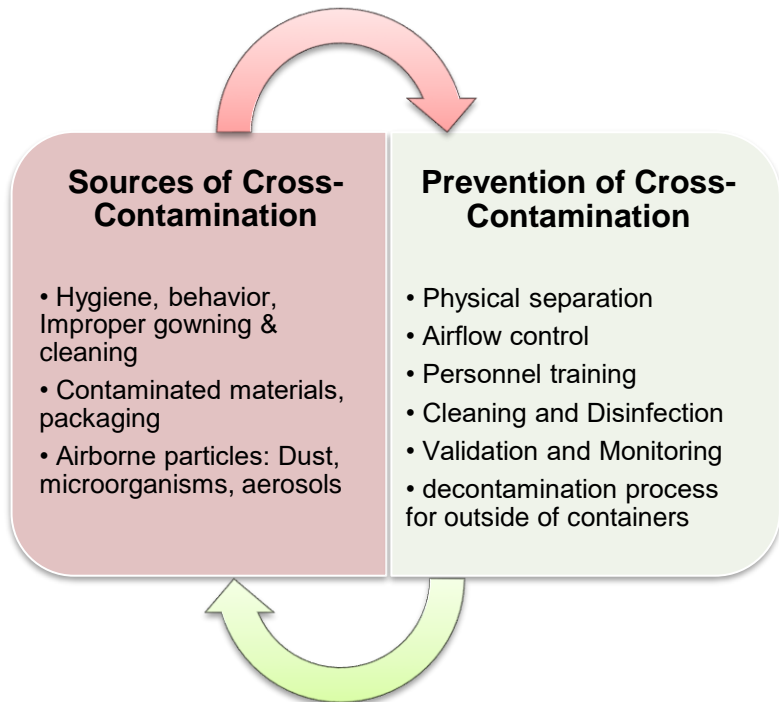 Sources of Cross-
Contamination
• Hygiene, behavior,
Improper gowning &
cleaning
• Contaminated materials,
packaging
• Airborne particles: Dust,
microorganisms, aerosols
Prevention of Cross-
Contamination
• Physical separation
• Airflow control
• Personnel training
• Cleaning and Disinfection
• Validation and Monitoring
• decontamination process
for outside of containers